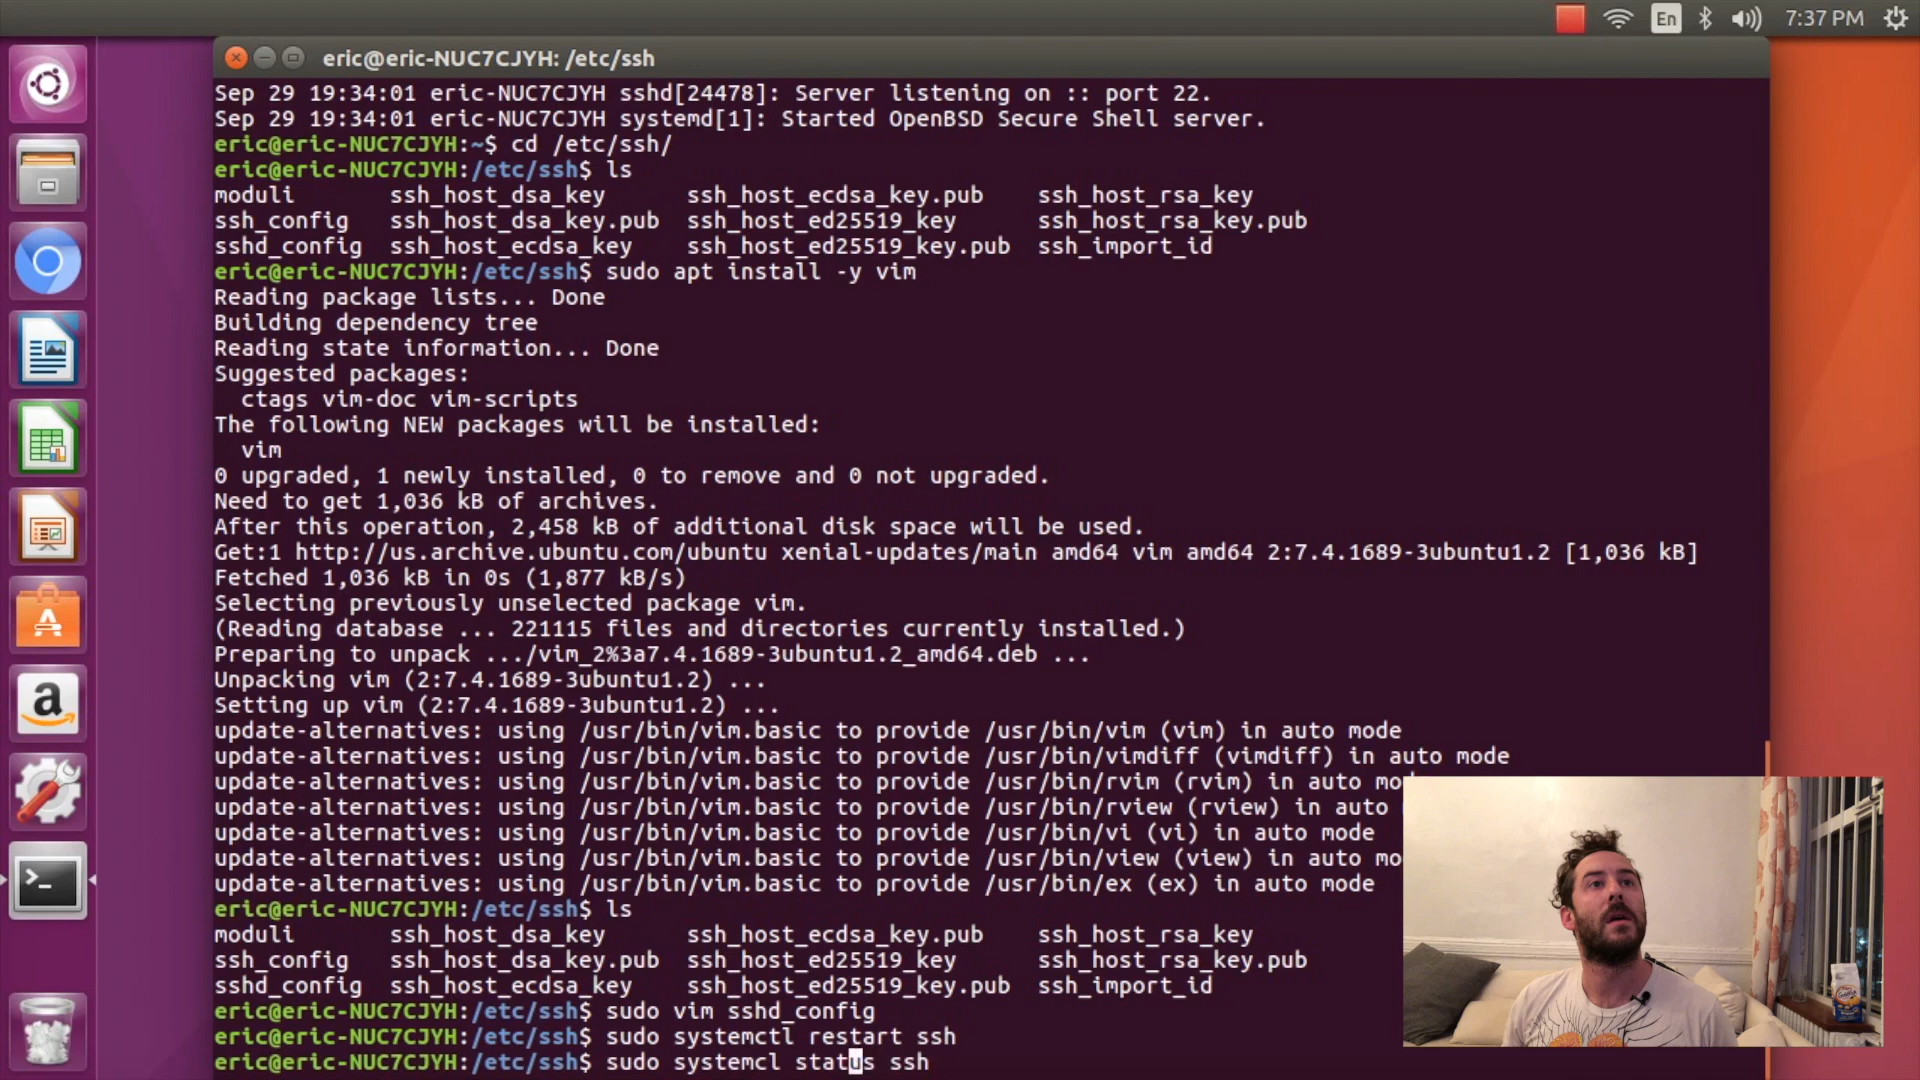 En 7:37 PM
eric@eric-NUC7CJYH: /etc/ssh
Sep 29 19:34:01 eric-NUC7CJYH sshd[24478]: Server listening on :: port 22.
Sep 29 19:34:01 eric-NUC7CJYH systemd[1]: Started OpenBSD Secure Shell server.
eric@eric-NUC7CJYH:~$ cd /etc/ssh/
eric@eric-NUC7CJYH:/etc/ssh$ ls
moduli ssh_host_dsa_key ssh_host_ecdsa_key.pub ssh_host_rsa_key
ssh_config ssh_host_dsa_key.pub ssh_host_ed25519_key ssh_host_rsa_key.pub
sshd_config ssh_host_ecdsa_key ssh_host_ed25519_key.pub ssh_import_id
eric@eric-NUC7CJYH:/etc/ssh$ sudo apt install -y vim
Reading package lists... Done
Building dependency tree
Reading state information... Done
Suggested packages:
ctags vim-doc vim-scripts
The following NEW packages will be installed:
vim
0 upgraded, 1 newly installed, 0 to remove and 0 not upgraded.
Need to get 1,036 kB of archives.
After this operation, 2,458 kB of additional disk space will be used.
Get:1 http://us.archive.ubuntu.com/ubuntu xenial-updates/main amd64 vim amd64 2:7.4.1689-3ubuntu1.2 [1,036 kB]
Fetched 1,036 kB in 0s (1,877 kB/s)
Selecting previously unselected package vim.
(Reading database ... 221115 files and directories currently installed.)
Preparing to unpack .../vim_2%3a7.4.1689-3ubuntu1.2_amd64.deb ...
Unpacking vim (2:7.4.1689-3ubuntu1.2) ...
Setting up vim (2:7.4.1689-3ubuntu1.2) ...
update-alternatives: using /usr/bin/vim.basic to provide /usr/bin/vim (vim) in auto mode
update-alternatives: using /usr/bin/vim.basic to provide /usr/bin/vimdiff (vimdiff) in auto mode
update-alternatives: using /usr/bin/vim.basic to provide /usr/bin/rvim (rvim) in auto mo
update-alternatives: using /usr/bin/vim.basic to provide /usr/bin/rview (rview) in auto
update-alternatives: using /usr/bin/vim.basic to provide /usr/bin/vi (vi) in auto mode
update-alternatives: using /usr/bin/vim.basic to provide /usr/bin/view (view) in auto mo
update-alternatives: using /usr/bin/vim.basic to provide /usr/bin/ex (ex) in auto mode
eric@eric-NUC7CJYH:/etc/ssh$ ls
moduli ssh_host_dsa_key ssh_host_ecdsa_key.pub ssh_host_rsa_key
ssh_config ssh_host_dsa_key.pub ssh_host_ed25519_key ssh_host_rsa_key.pub
sshd_config ssh_host_ecdsa_key ssh_host_ed25519_key.pub ssh_import_id
eric@eric-NUC7CJYH:/etc/ssh$ sudo vim sshd_config
eric@eric-NUC7CJYH:/etc/ssh$ sudo systemctl restart ssh
eric@eric-NUC7CJYH:/etc/ssh$ sudo systemcl status ssh